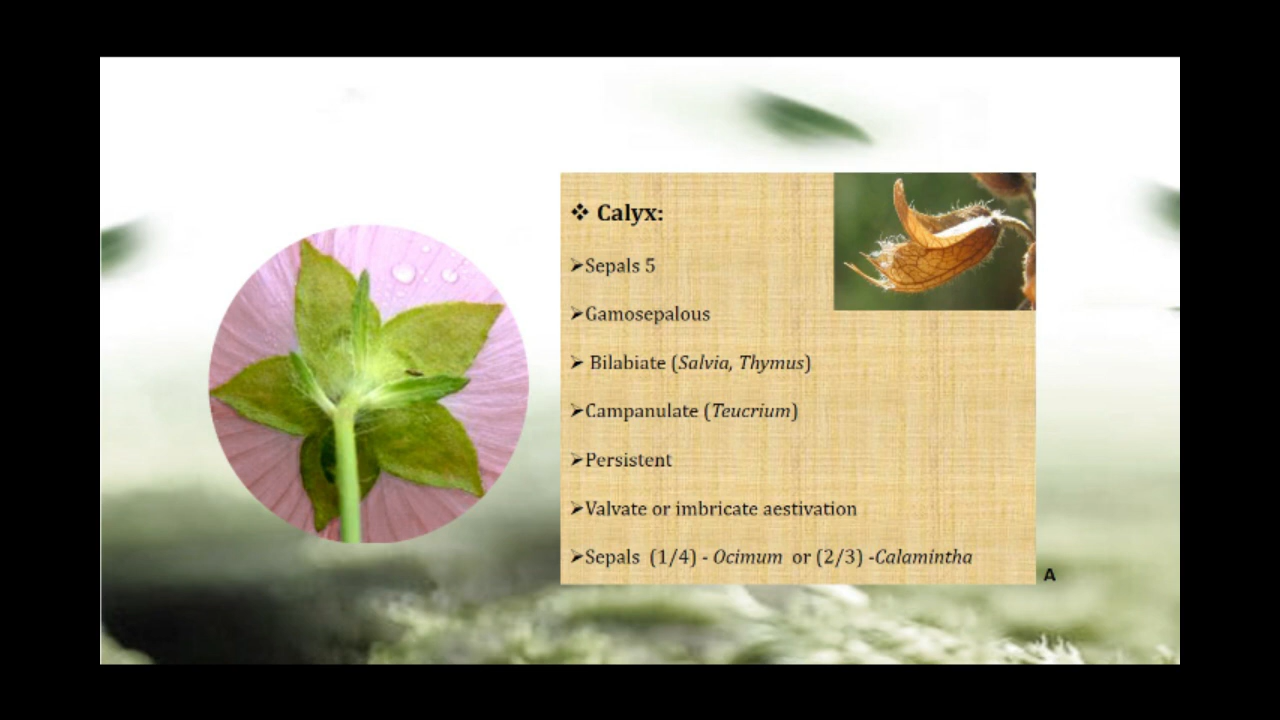 ❖ Calyx:
➢Sepals 5
➢Gamosepalous
➢ Bilabiate (Salvia, Thymus)
➢Campanulate (Teucrium)
➢Persistent
➢Valvate or imbricate aestivation
➢Sepals (1/4) - Ocimum or (2/3) -Calamintha
A